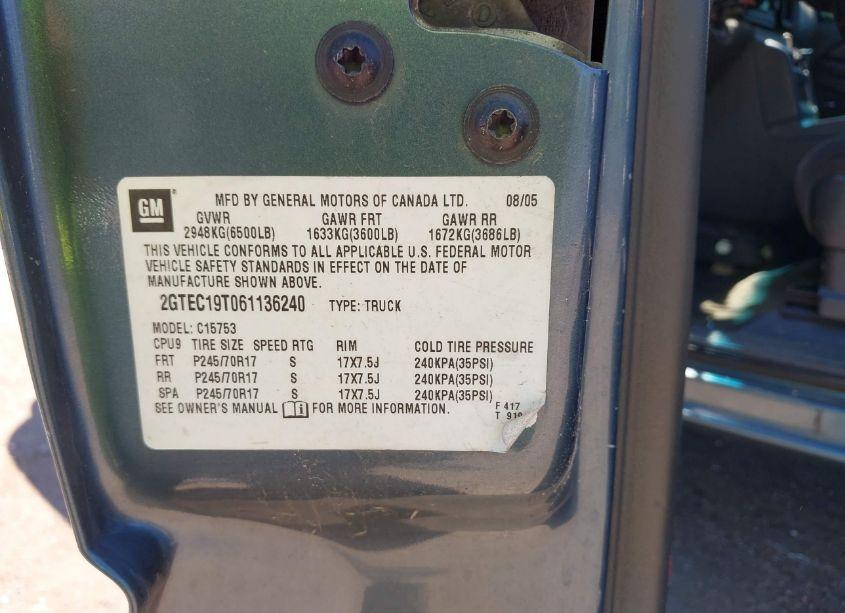 GM MFD BY GENERAL MOTORS OF CANADA LTD. 08/05
GVWR GAWR FRT GAWR RR
2948KG(6500LB) 1633KG(3600LB) 1672KG(3686LB)
THIS VEHICLE CONFORMS TO ALL APPLICABLE U.S. FEDERAL MOTOR
VEHICLE SAFETY STANDARDS IN EFFECT ON THE DATE OF
MANUFACTURE SHOWN ABOVE.
2GTEC19T061136240 TYPE: TRUCK
MODEL: C15753
CPU9 TIRE SIZE SPEED RTG RIM COLD TIRE PRESSURE
FRT P245/70R17 S 17X7.5J 240KPA(35PSI)
RR P245/70R17 S 17X7.5J 240KPA(35PSI)
SPA P245/70R17 S 17X7.5J 240KPA(35PSI)
SEE OWNER'S MANUAL FOR MORE INFORMATION.
F 417
T